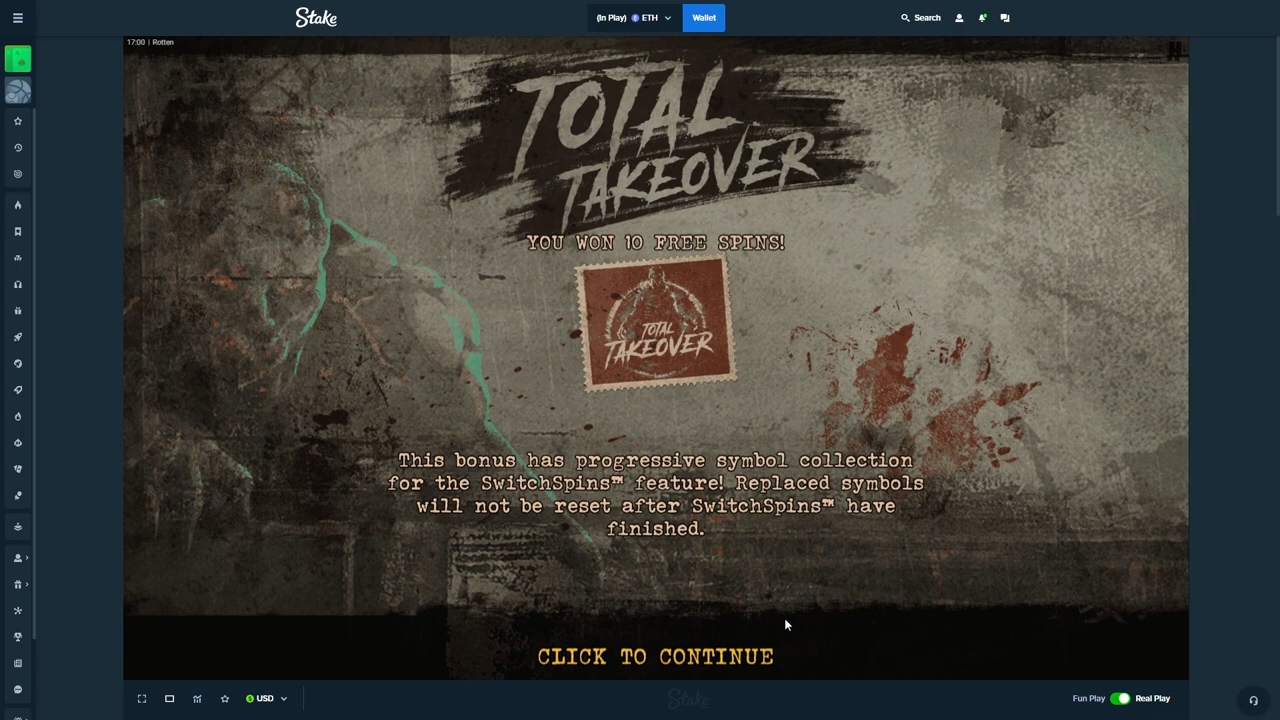 Stake
(In Play) ETH
Wallet
Search
17:00 | Rotten
TOTAL
TAKEOVER
YOU WON 10 FREE SPINS!
TOTAL
TAKEOVER
This bonus has progressive symbol collection
for the SwitchSpins™ feature! Replaced symbols
will not be reset after SwitchSpins™ have
finished.
CLICK TO CONTINUE
USD
Stake
Fun Play
Real Play